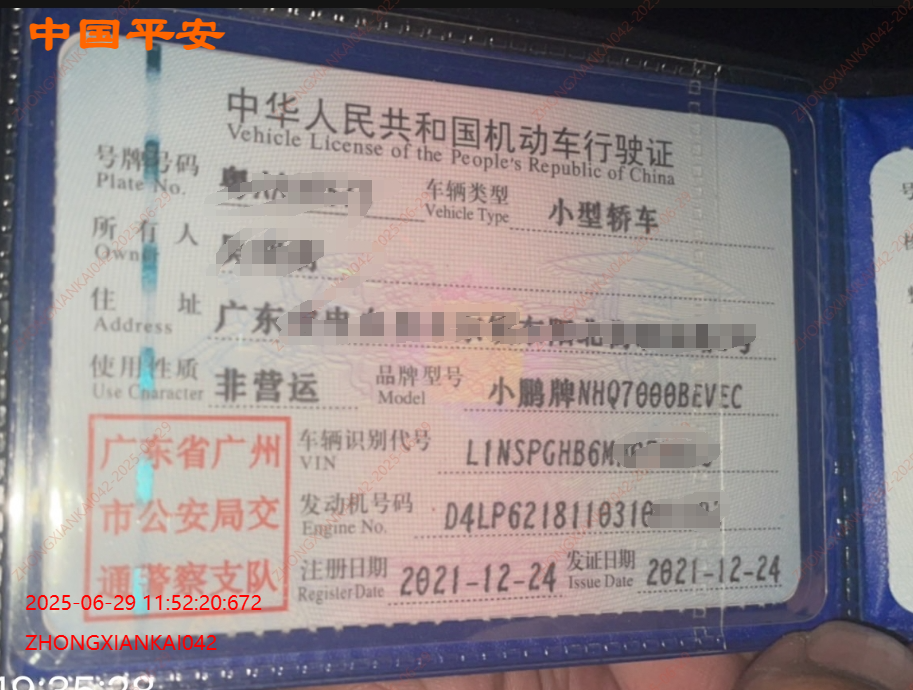 中国平安
中华人民共和国机动车行驶证
Vehicle License of the People's Republic of China
号牌号码
Plate No.
车辆类型 小型轿车
Vehicle Type
所有人
Owner
住址 广东
Address
使用性质 非营运
Use Character
品牌型号 小鹏牌NHQ7000BEVEC
Model
广东省广州
市公安局交
通警察支队
车辆识别代号 L1NSPGHB6M
VIN
发动机号码 D4LP6218110310
Engine No.
注册日期 2021-12-24
Register Date
发证日期 2021-12-24
Issue Date
2025-06-29 11:52:20:672
ZHONGXIANKAI042